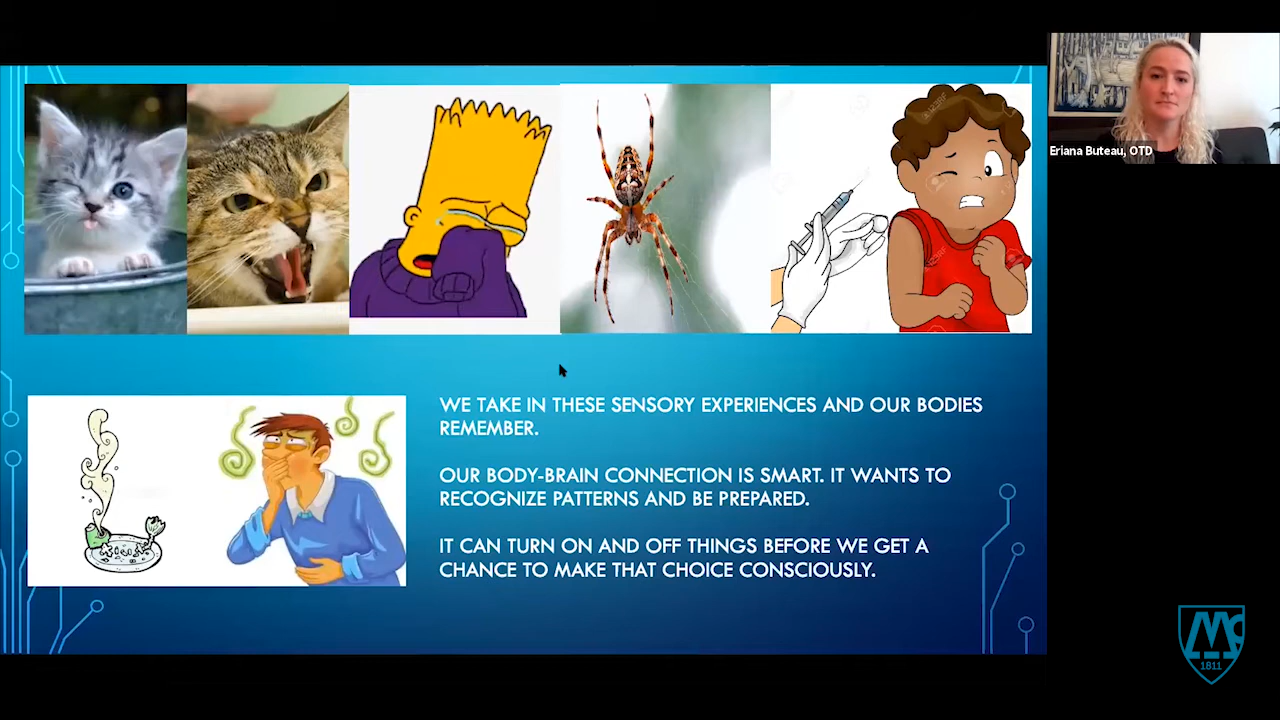 Eriana Buteau, OTD
WE TAKE IN THESE SENSORY EXPERIENCES AND OUR BODIES
REMEMBER.
OUR BODY-BRAIN CONNECTION IS SMART. IT WANTS TO
RECOGNIZE PATTERNS AND BE PREPARED.
IT CAN TURN ON AND OFF THINGS BEFORE WE GET A
CHANCE TO MAKE THAT CHOICE CONSCIOUSLY.
1811